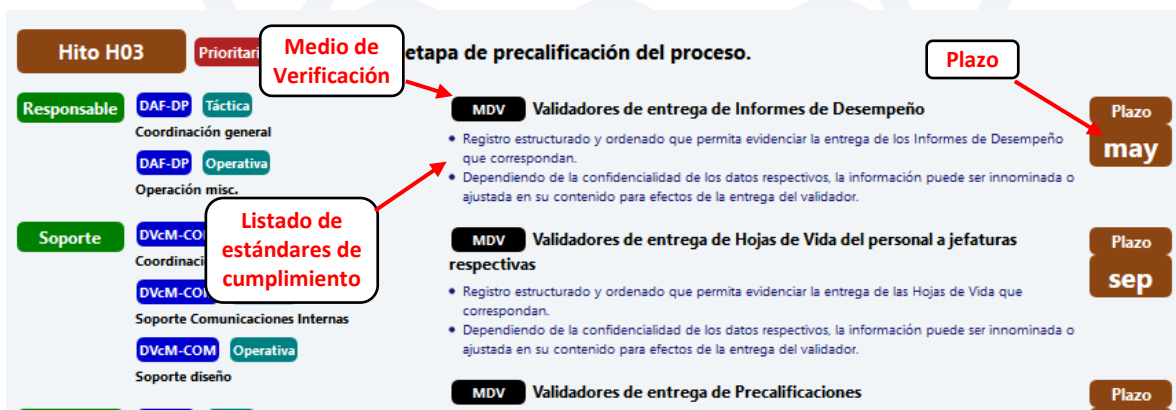 Hito H03
etapa de precalificación del proceso.
Medio de
Verificación
Plazo
Responsable
DAF-DP Táctica
Coordinación general
DAF-DP Operativa
Operación misc.
MDV Validadores de entrega de Informes de Desempeño
• Registro estructurado y ordenado que permita evidenciar la entrega de los Informes de Desempeño
que correspondan.
• Dependiendo de la confidencialidad de los datos respectivos, la información puede ser innominada o
ajustada en su contenido para efectos de la entrega del validador.
Plazo
may
Listado de
estándares de
cumplimiento
Soporte
Soporte Comunicaciones Internas
DVcM-COM Operativa
Soporte diseño
MDV Validadores de entrega de Hojas de Vida del personal a jefaturas
respectivas
• Registro estructurado y ordenado que permita evidenciar la entrega de las Hojas de Vida que
correspondan.
• Dependiendo de la confidencialidad de los datos respectivos, la información puede ser innominada o
ajustada en su contenido para efectos de la entrega del validador.
Plazo
sep
MDV Validadores de entrega de Precalificaciones
Plazo